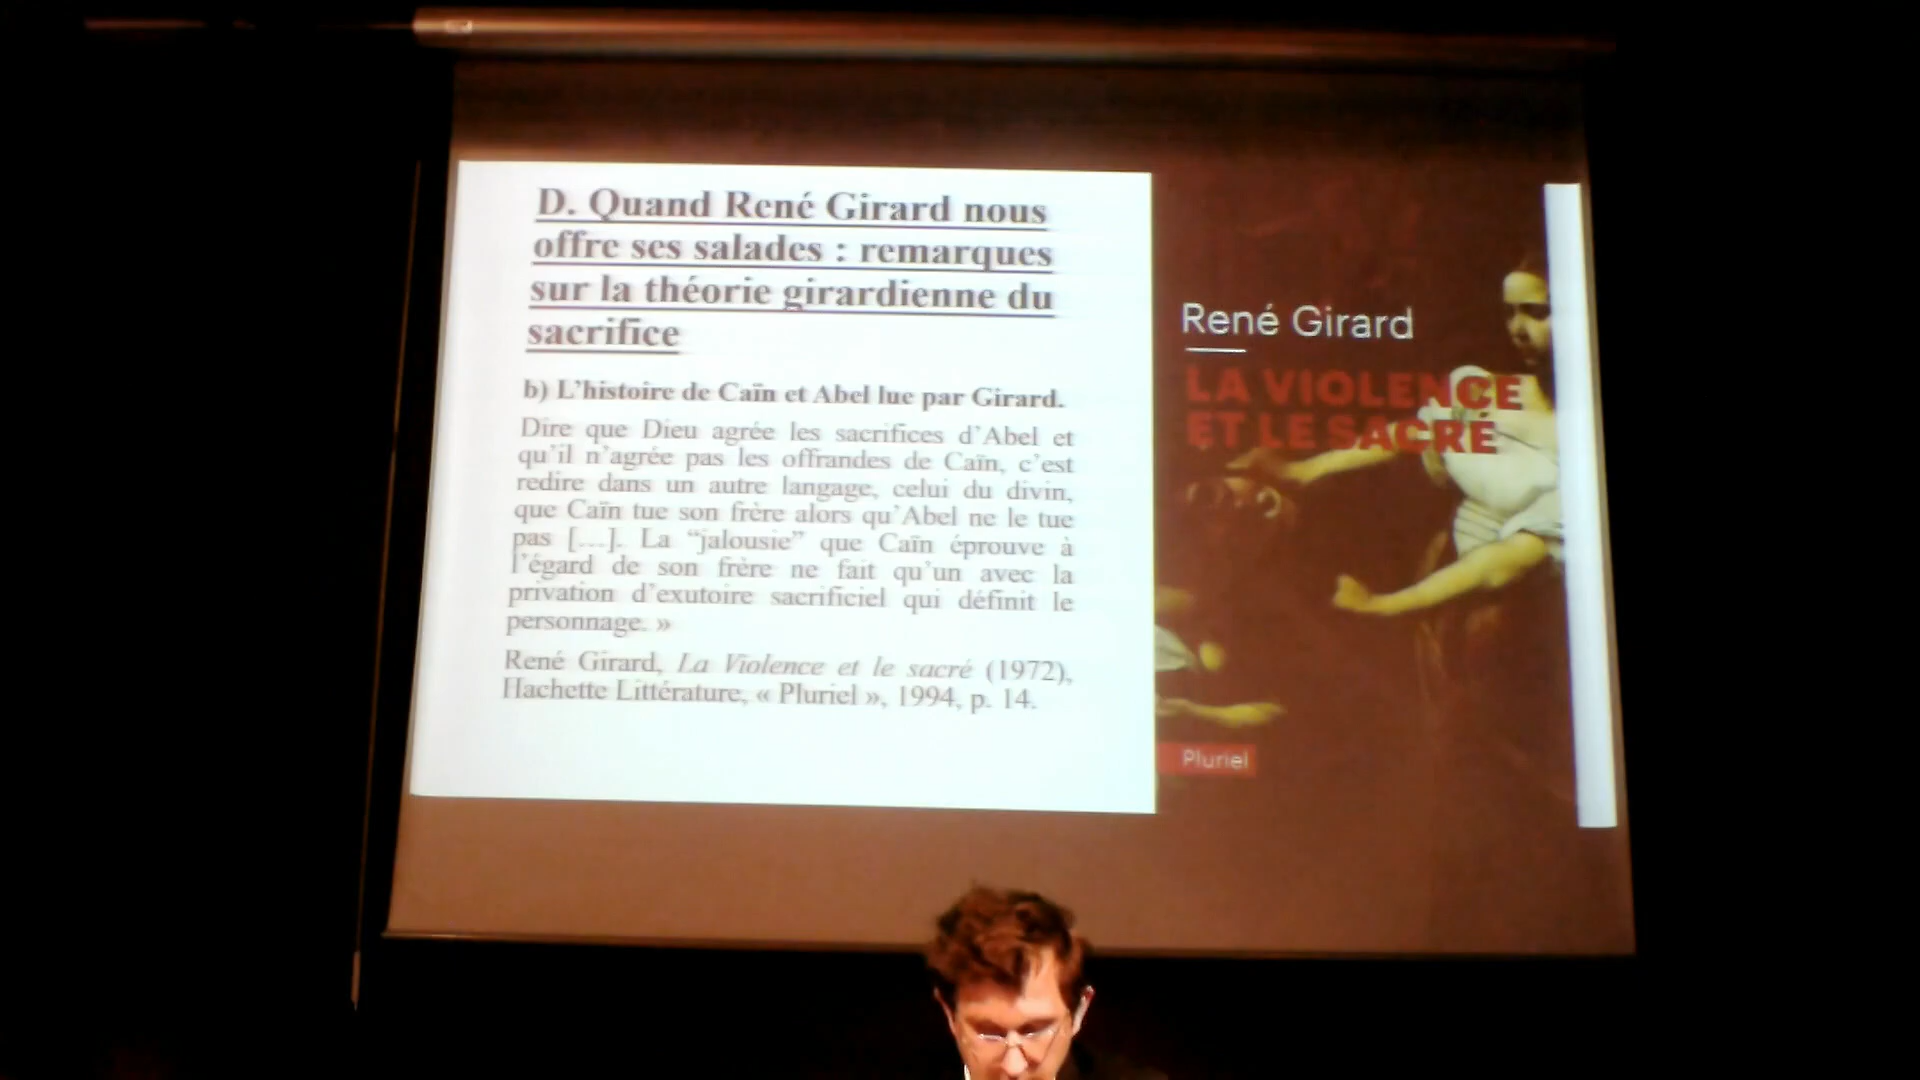 D. Quand René Girard nous
offre ses salades : remarques
sur la théorie girardienne du
sacrifice
b) L'histoire de Caïn et Abel lue par Girard.
Dire que Dieu agrée les sacrifices d'Abel et
qu'il n'agrée pas les offrandes de Caïn, c'est
redire dans un autre langage, celui du divin,
que Caïn tue son frère alors qu'Abel ne le tue
pas [...]. La “jalousie” que Caïn éprouve à
l'égard de son frère ne fait qu'un avec la
privation d'exutoire sacrificiel qui définit le
personnage. »
René Girard, La Violence et le sacré (1972),
Hachette Littérature, « Pluriel », 1994, p. 14.
René Girard
LA VIOLENCE
ET LE SACRÉ
Pluriel